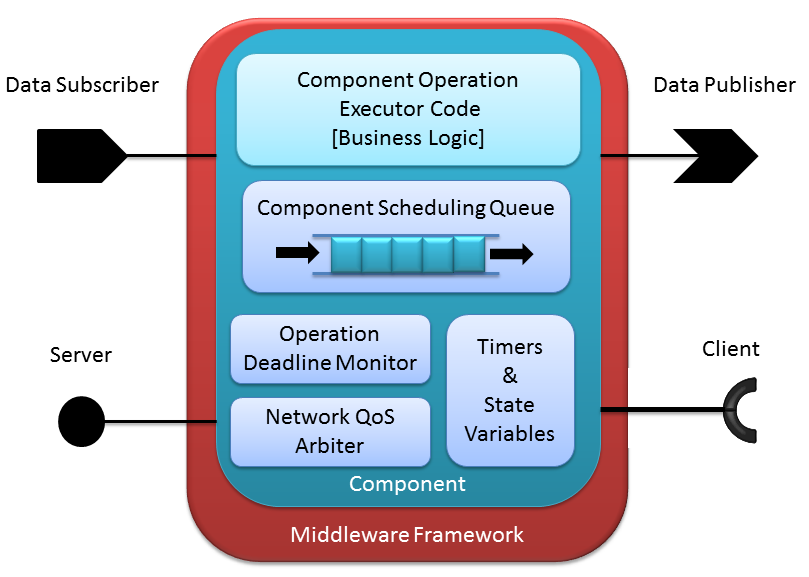 Data Subscriber
Data Publisher
Component Operation
Executor Code
[Business Logic]
Component Scheduling Queue
Server
Client
Operation
Deadline Monitor
Timers
&
State
Variables
Network QoS
Arbiter
Component
Middleware Framework